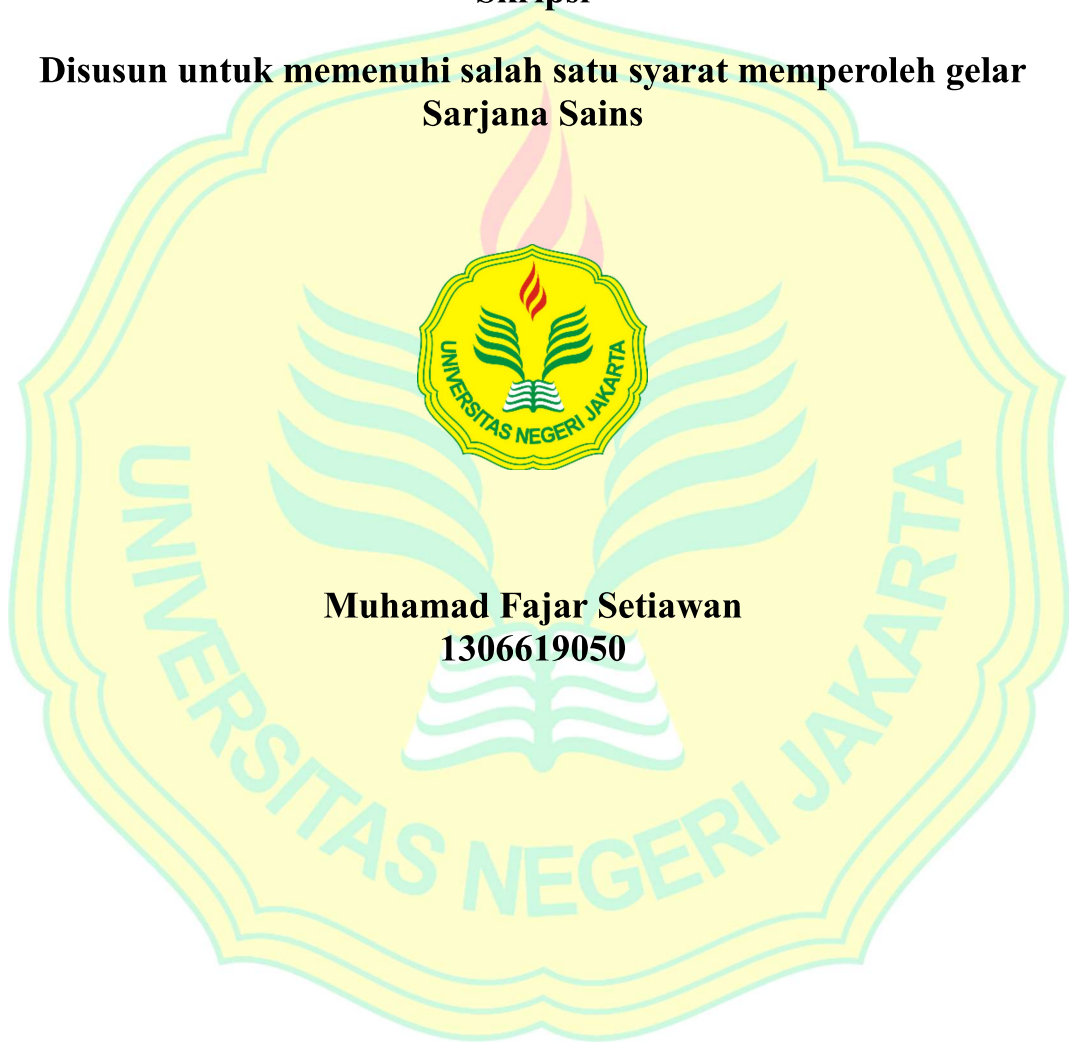 Skripsi
Disusun untuk memenuhi salah satu syarat memperoleh gelar
Sarjana Sains
UNIVERSITAS NEGERI JAKARTA
Muhamad Fajar Setiawan
1306619050
UNIVERSITAS NEGERI JAKARTA